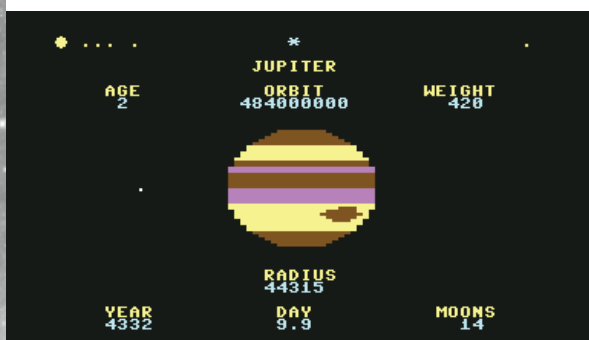 JUPITER
AGE ORBIT WEIGHT
2 484000000 420
RADIUS
44315
YEAR DAY MOONS
4332 9.9 14